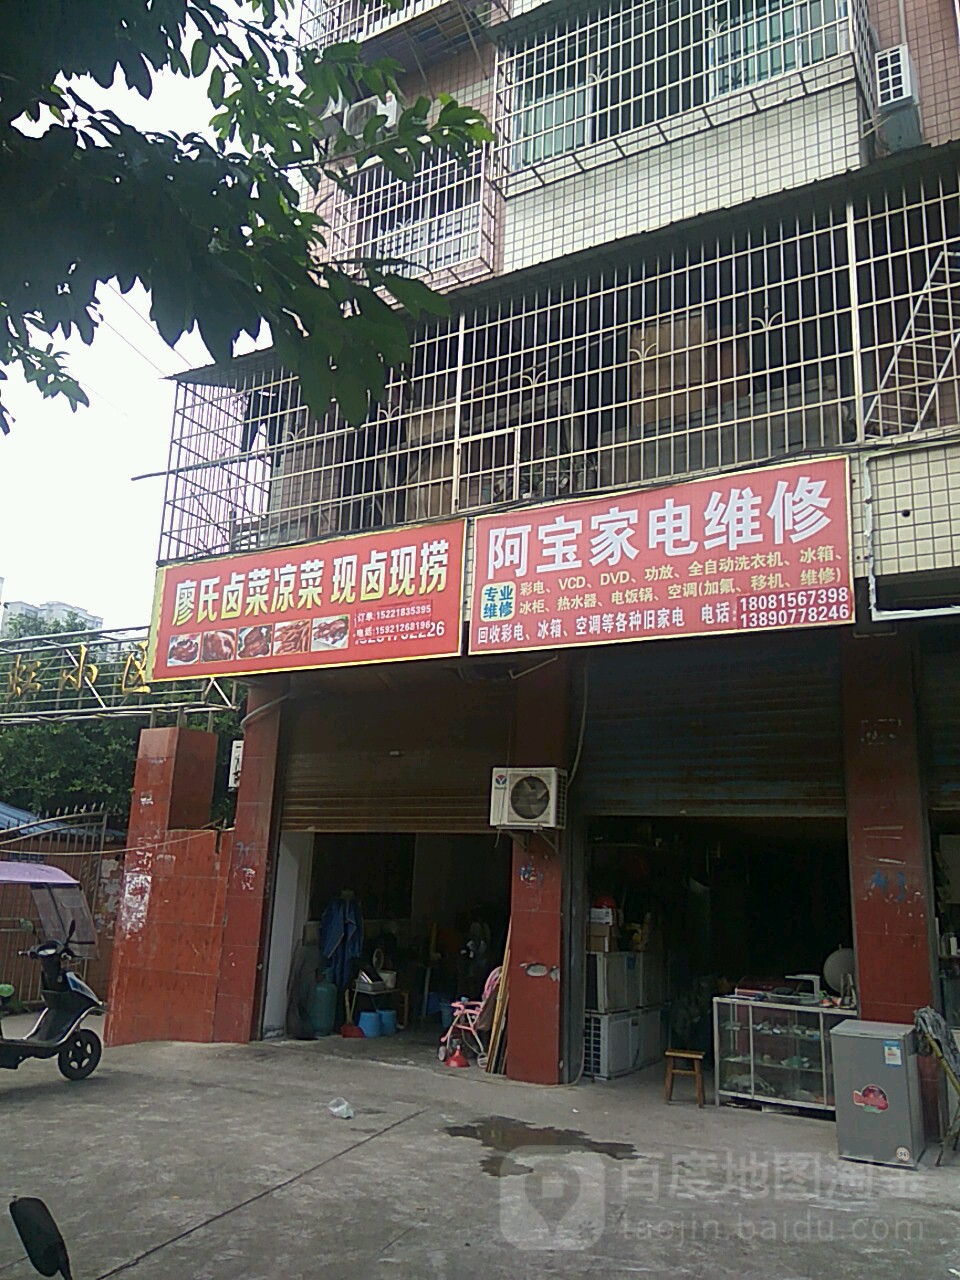 廖氏卤菜凉菜 现卤现捞
订单:15221835395
电话:15921268196
阿宝家电维修
专业维修
彩电、VCD、DVD、功放、全自动洗衣机、冰箱、
冰柜、热水器、电饭锅、空调(加氟、移机、维修)
回收彩电、冰箱、空调等各种旧家电 电话:
18081567398
13890778246
小区
百度地图淘金
taojin.baidu.com